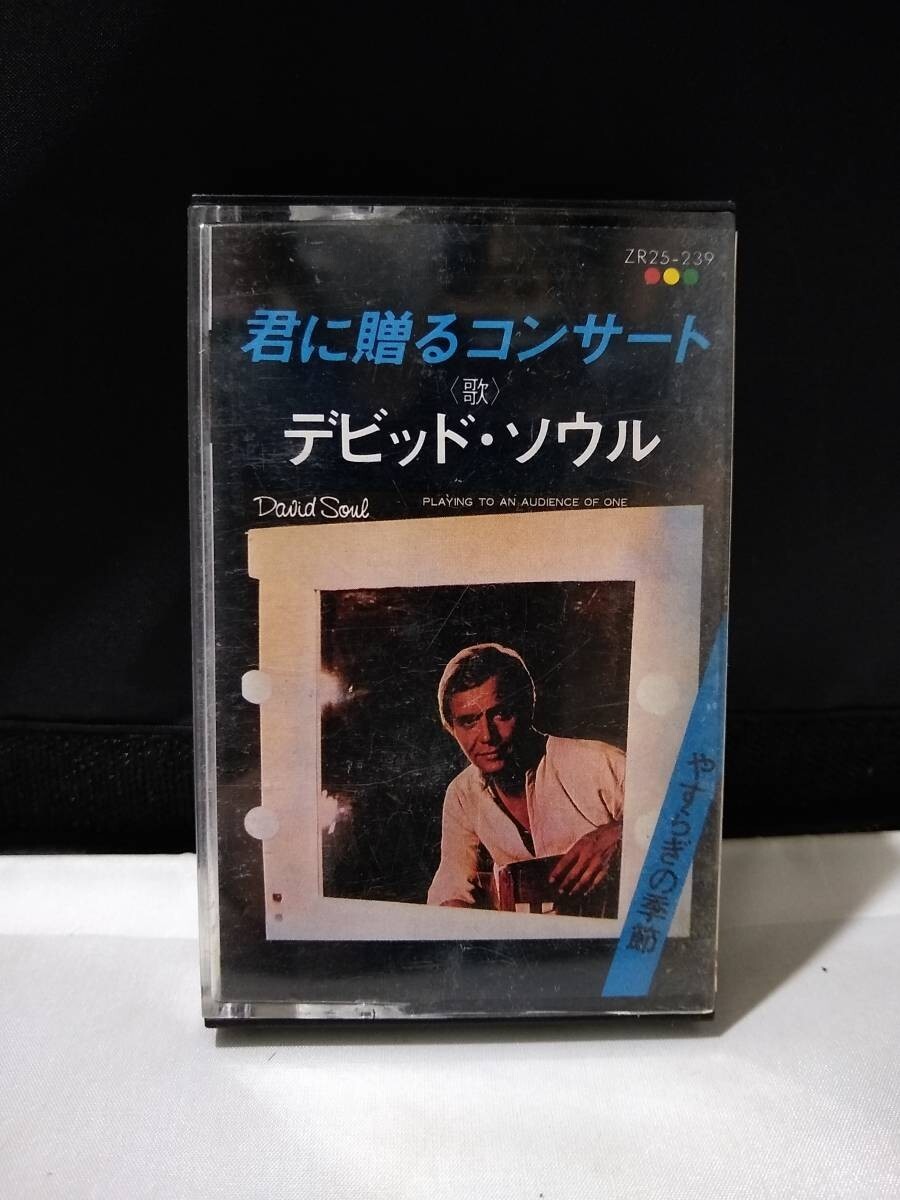 ZR25-239
君に贈るコンサート
〈歌〉
デビッド・ソウル
David Soul
PLAYING TO AN AUDIENCE OF ONE
やすらぎの季節